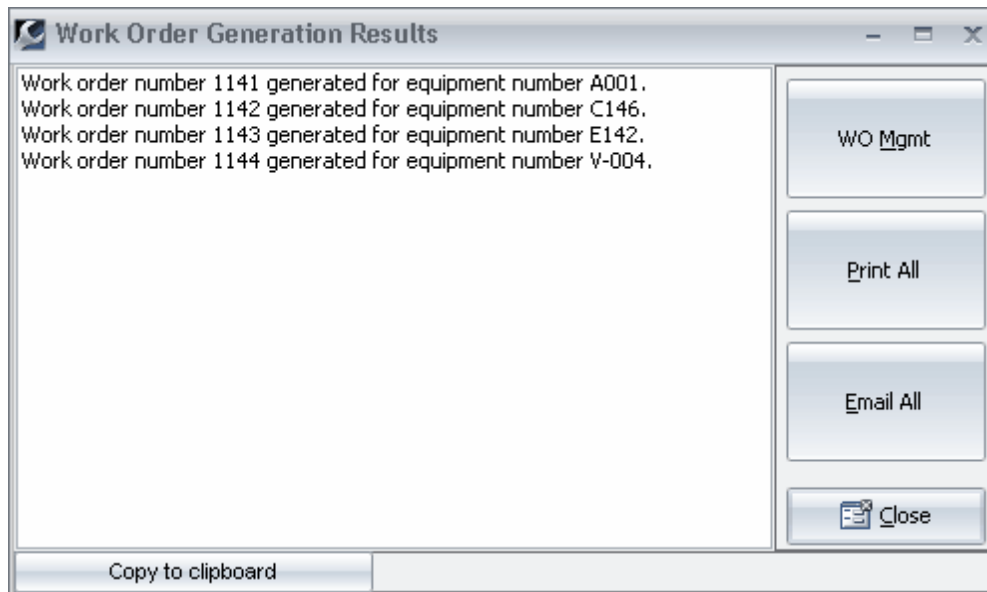 Work Order Generation Results
Work order number 1141 generated for equipment number A001.
Work order number 1142 generated for equipment number C146.
Work order number 1143 generated for equipment number E142.
Work order number 1144 generated for equipment number V-004.
WO Mgmt
Print All
Email All
Close
Copy to clipboard